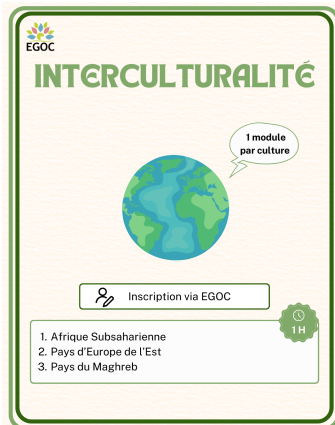 EGOC
INTERCULTURALITÉ
1 module
par culture
Inscription via EGOC
1 H
1. Afrique Subsaharienne
2. Pays d'Europe de l'Est
3. Pays du Maghreb